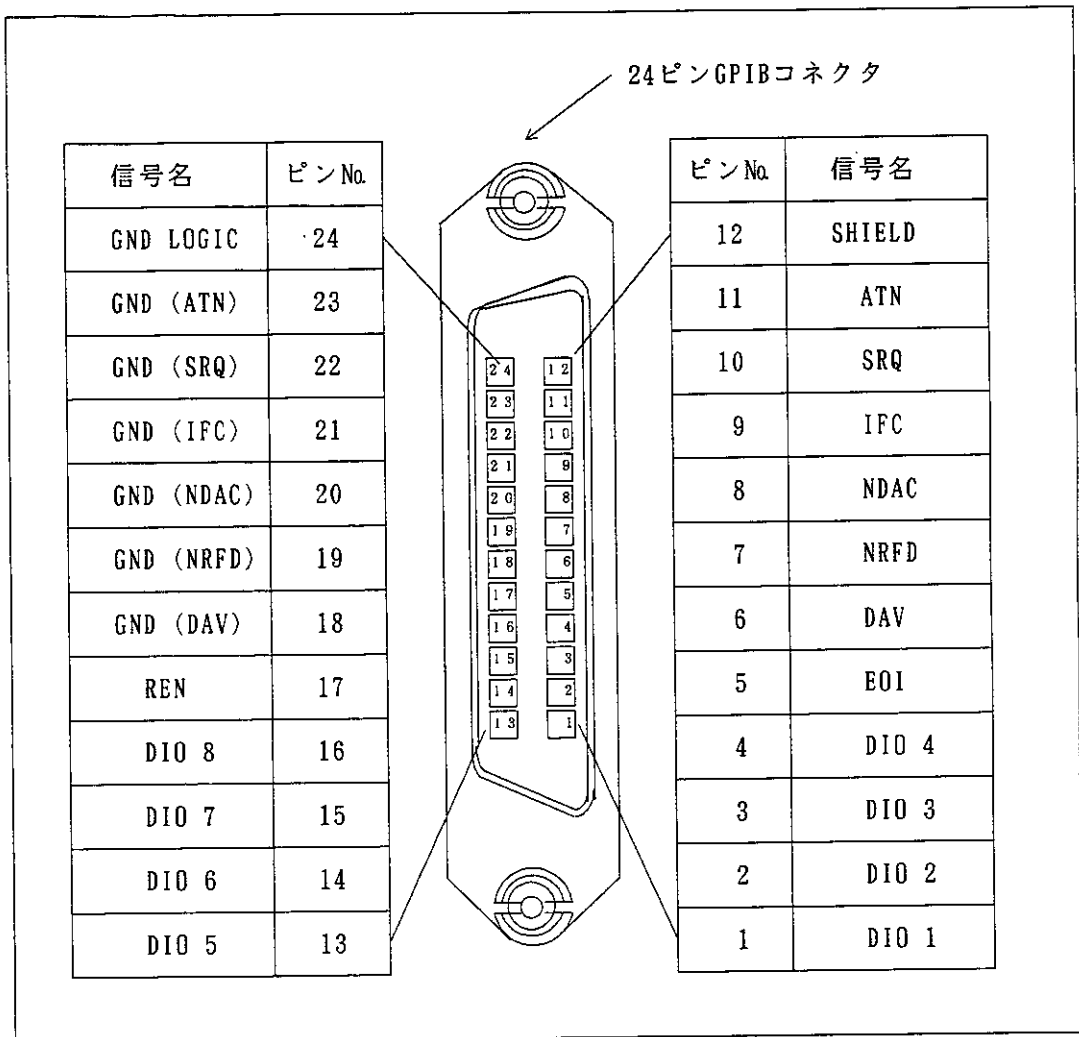 24ピンGPIBコネクタ
信号名 ピンNo.
GND LOGIC 24
GND (ATN) 23
GND (SRQ) 22
GND (IFC) 21
GND (NDAC) 20
GND (NRFD) 19
GND (DAV) 18
REN 17
DIO 8 16
DIO 7 15
DIO 6 14
DIO 5 13
24 12
23 11
22 10
21 9
20 8
19 7
18 6
17 5
16 4
15 3
14 2
13 1
ピンNo. 信号名
12 SHIELD
11 ATN
10 SRQ
9 IFC
8 NDAC
7 NRFD
6 DAV
5 EOI
4 DIO 4
3 DIO 3
2 DIO 2
1 DIO 1